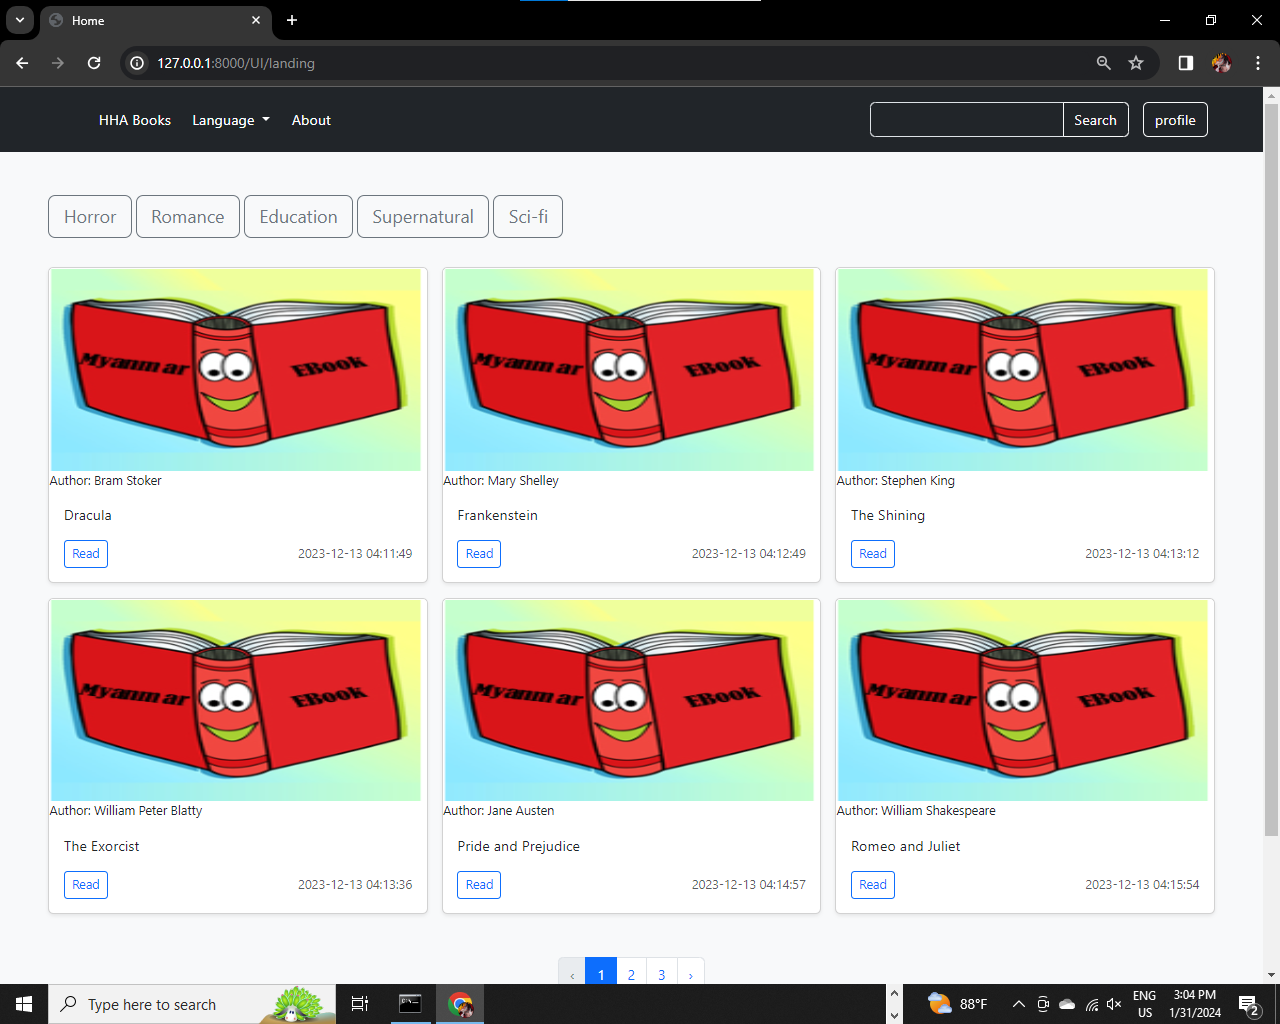 Home
127.0.0.1:8000/UI/landing
HHA Books Language About Search profile
Horror Romance Education Supernatural Sci-fi
Myanmar EBook Myanmar EBook Myanmar EBook
Author: Bram Stoker Author: Mary Shelley Author: Stephen King
Dracula Frankenstein The Shining
Read 2023-12-13 04:11:49 Read 2023-12-13 04:12:49 Read 2023-12-13 04:13:12
Myanmar EBook Myanmar EBook Myanmar EBook
Author: William Peter Blatty Author: Jane Austen Author: William Shakespeare
The Exorcist Pride and Prejudice Romeo and Juliet
Read 2023-12-13 04:13:36 Read 2023-12-13 04:14:57 Read 2023-12-13 04:15:54
‹ 1 2 3 ›
Type here to search 88°F ENG 3:04 PM
US 1/31/2024 2